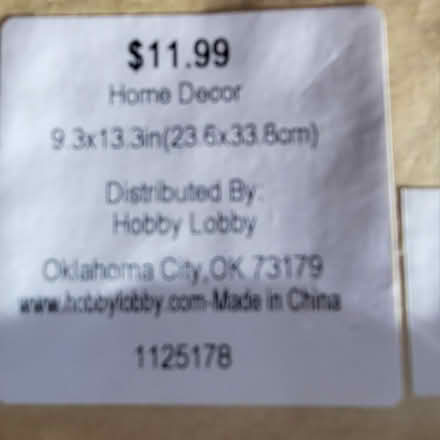 $11.99
Home Decor
9.3x13.3in(23.6x33.8cm)
Distributed By:
Hobby Lobby
Oklahoma City,OK 73179
www.hobbylobby.com-Made in China
1125178